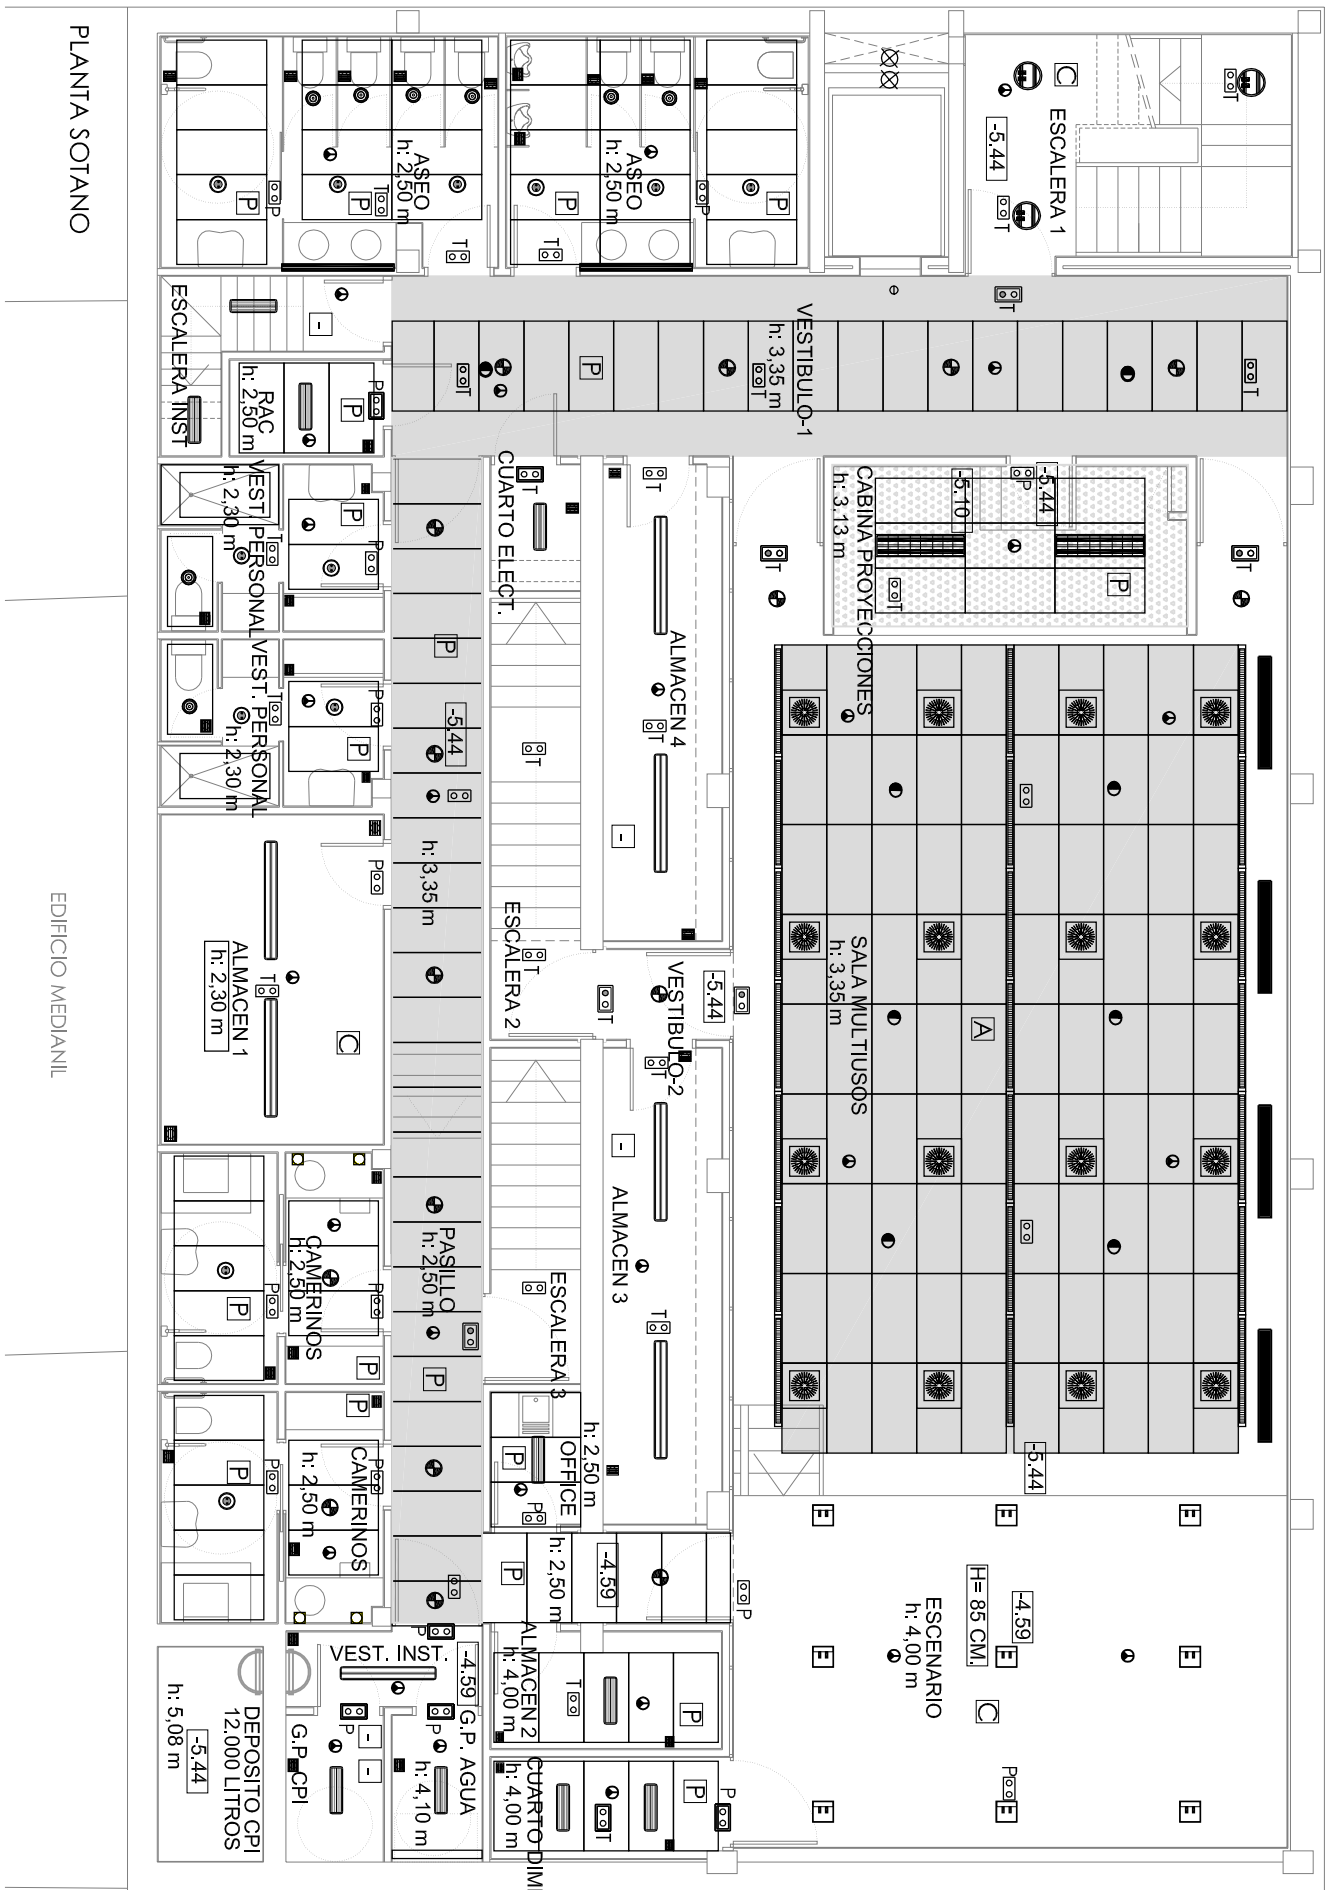 PLANTA SOTANO
EDIFICIO MEDIANIL
ESCALERA 1
-5.44
C
T
T
ASEO
h: 2,50 m
P
P
T
ASEO
h: 2,50 m
P
P
T
P
P
T
T
ESCALERA INST
-
RAC
h: 2,50 m
P
P
VESTIBULO-1
h: 3,35 m
P
T
T
T
T
CUARTO ELECT.
T
T
VEST. PERSONAL
h: 2,30 m
P
P
T
VEST. PERSONAL
h: 2,30 m
P
P
T
CABINA PROYECCIONES
h: 3,13 m
-5.10
-5.44
P
P
T
T
T
ALMACEN 4
T
-
P
-5.44
h: 3,35 m
T
ESCALERA 2
T
T
VESTIBULO-2
-5.44
T
SALA MULTIUSOS
h: 3,35 m
A
-5.44
ALMACEN 1
h: 2,30 m
C
P
T
ALMACEN 3
-
T
PASILLO
h: 2,50 m
P
ESCALERA 3
CAMERINOS
h: 2,50 m
P
P
P
P
CAMERINOS
h: 2,50 m
P
P
P
P
OFFICE
h: 2,50 m
P
P
-4.59
h: 2,50 m
P
P
ESCENARIO
h: 4,00 m
H= 85 CM.
-4.59
C
P
E
E
E
E
E
E
E
E
E
ALMACEN 2
h: 4,00 m
P
T
VEST. INST.
-4.59
P
G.P. AGUA
h: 4,10 m
P
G.P. CPI
P
-
-
CUARTO DIM
h: 4,00 m
P
P
T
DEPOSITO CPI
12.000 LITROS
-5.44
h: 5,08 m